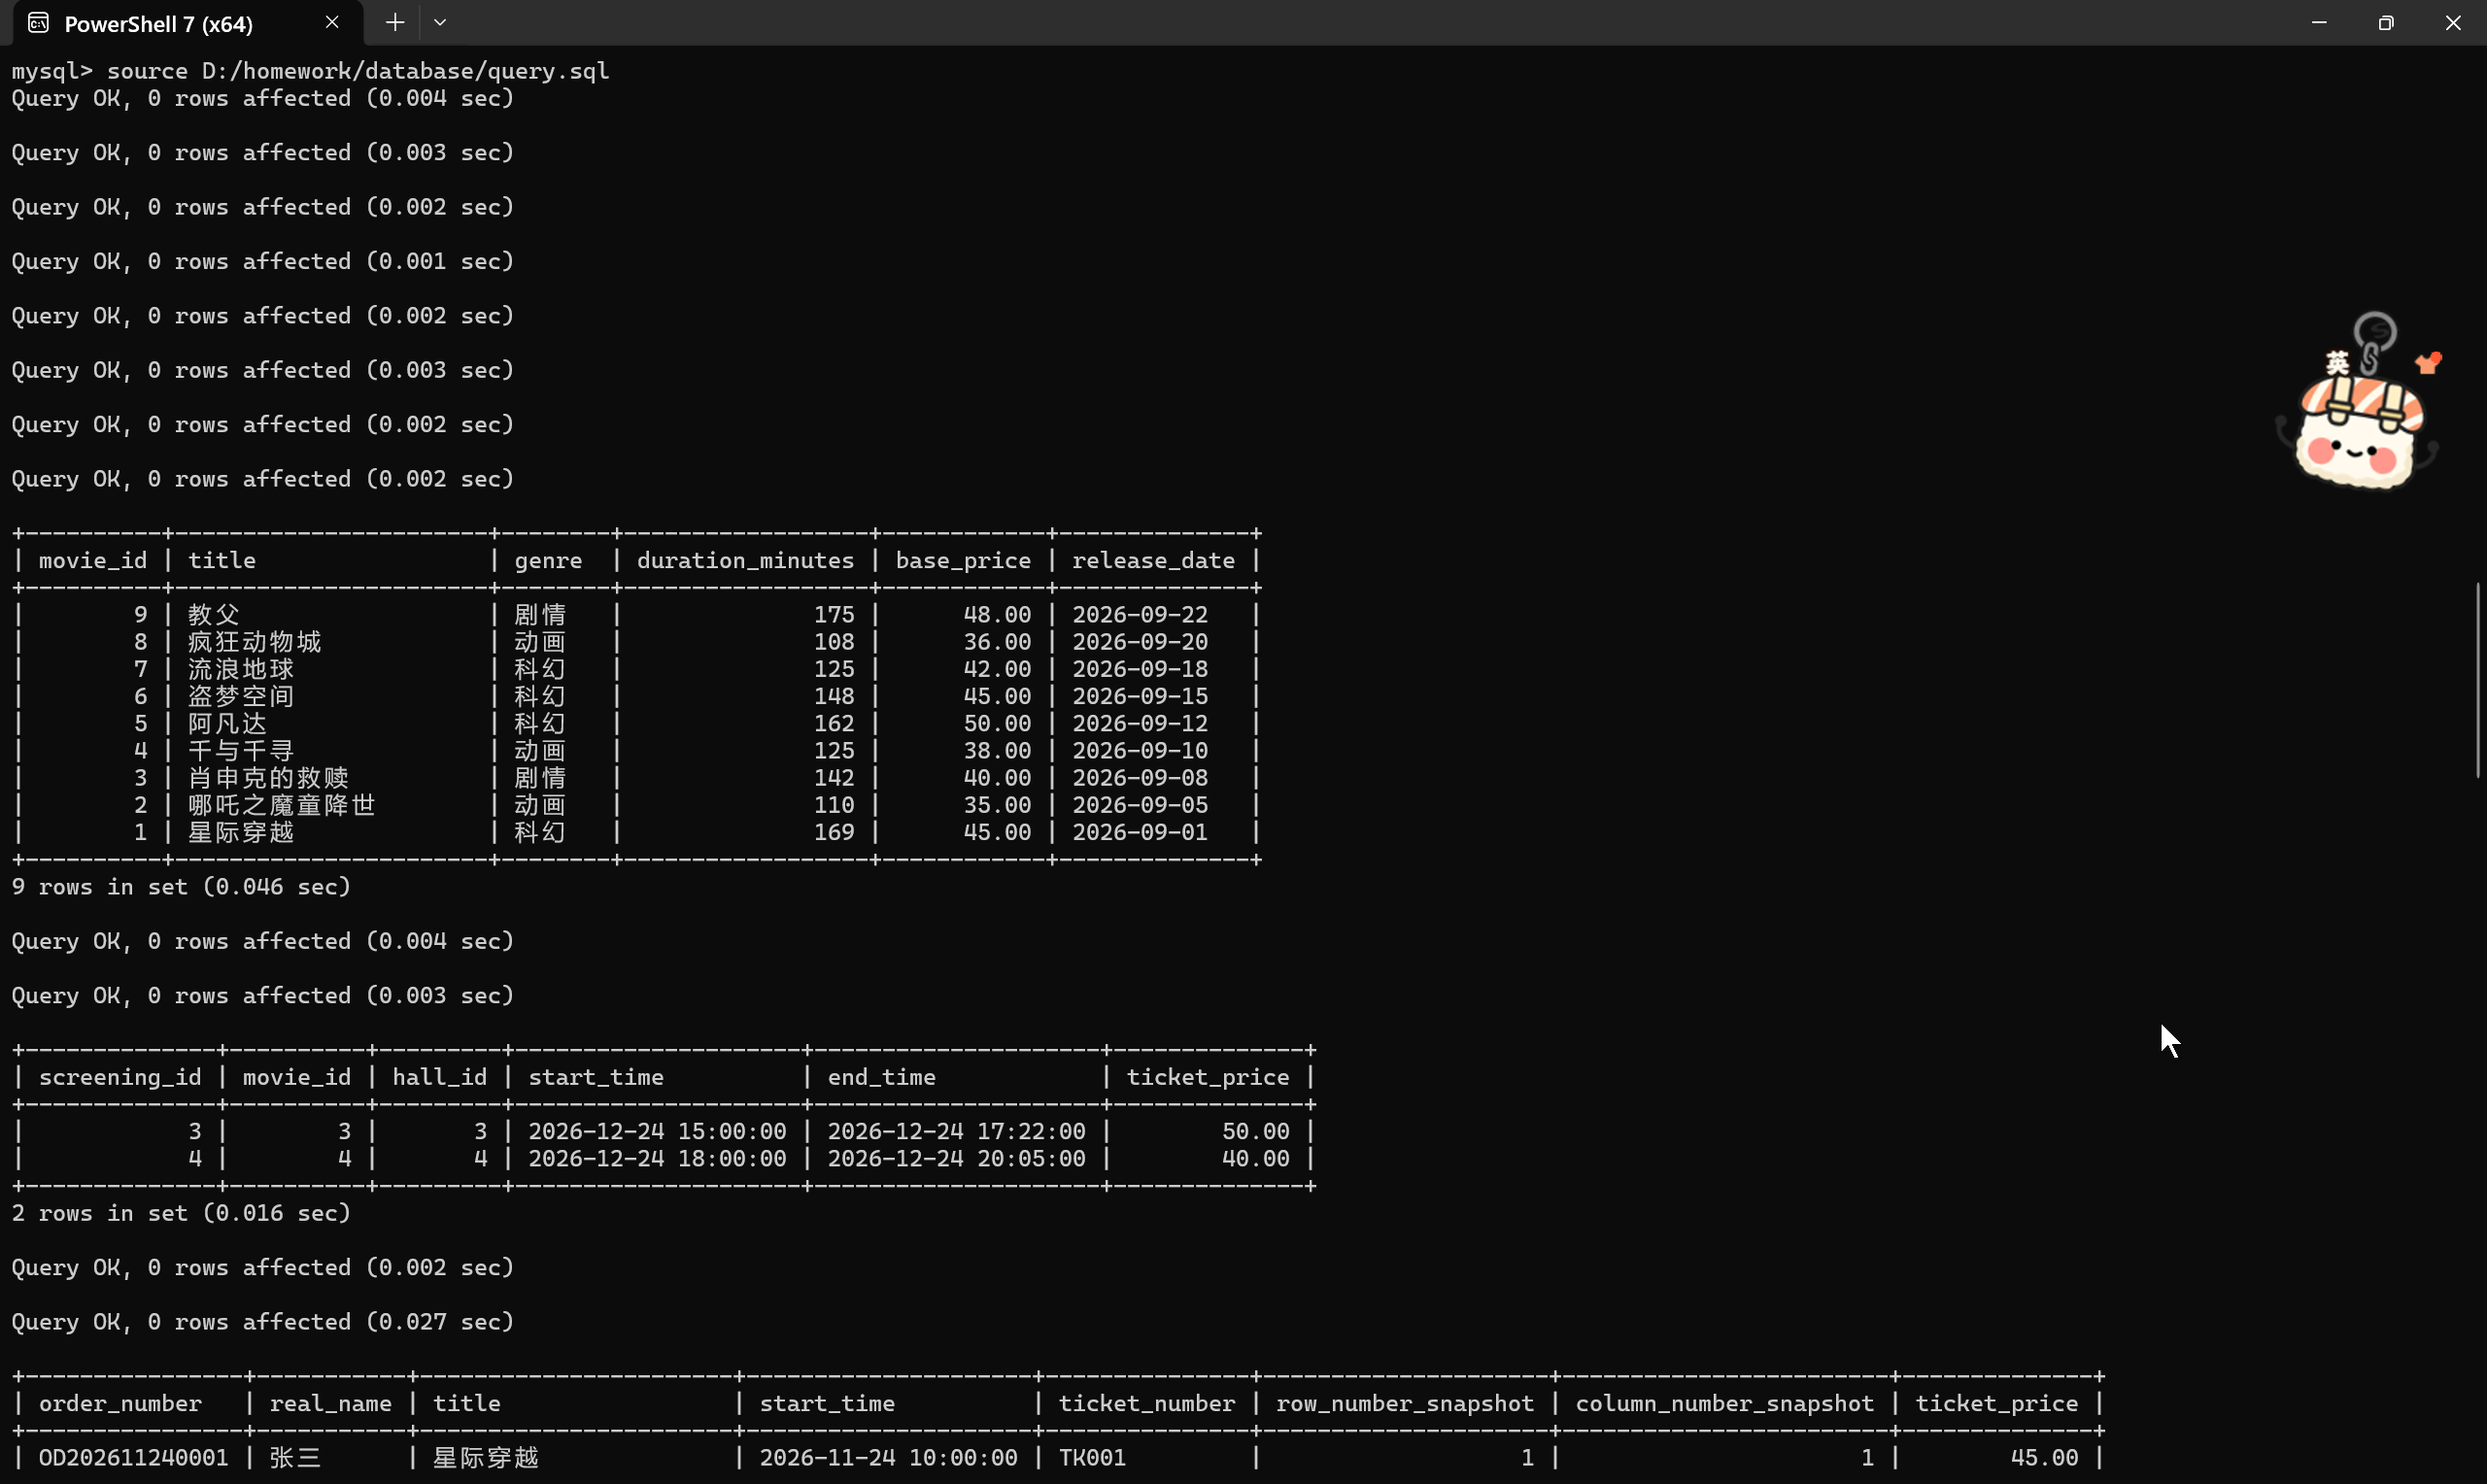 PowerShell 7 (x64)
mysql> source D:/homework/database/query.sql
Query OK, 0 rows affected (0.004 sec)
Query OK, 0 rows affected (0.003 sec)
Query OK, 0 rows affected (0.002 sec)
Query OK, 0 rows affected (0.001 sec)
Query OK, 0 rows affected (0.002 sec)
Query OK, 0 rows affected (0.003 sec)
英
Query OK, 0 rows affected (0.002 sec)
Query OK, 0 rows affected (0.002 sec)
+----------+-----------------------+--------+------------------+------------+--------------+
| movie_id | title                 | genre  | duration_minutes | base_price | release_date |
+----------+-----------------------+--------+------------------+------------+--------------+
|        9 | 教父                  | 剧情   |              175 |      48.00 | 2026-09-22   |
|        8 | 疯狂动物城            | 动画   |              108 |      36.00 | 2026-09-20   |
|        7 | 流浪地球              | 科幻   |              125 |      42.00 | 2026-09-18   |
|        6 | 盗梦空间              | 科幻   |              148 |      45.00 | 2026-09-15   |
|        5 | 阿凡达                | 科幻   |              162 |      50.00 | 2026-09-12   |
|        4 | 千与千寻              | 动画   |              125 |      38.00 | 2026-09-10   |
|        3 | 肖申克的救赎          | 剧情   |              142 |      40.00 | 2026-09-08   |
|        2 | 哪吒之魔童降世        | 动画   |              110 |      35.00 | 2026-09-05   |
|        1 | 星际穿越              | 科幻   |              169 |      45.00 | 2026-09-01   |
+----------+-----------------------+--------+------------------+------------+--------------+
9 rows in set (0.046 sec)
Query OK, 0 rows affected (0.004 sec)
Query OK, 0 rows affected (0.003 sec)
+--------------+----------+---------+---------------------+---------------------+--------------+
| screening_id | movie_id | hall_id | start_time          | end_time            | ticket_price |
+--------------+----------+---------+---------------------+---------------------+--------------+
|            3 |        3 |       3 | 2026-12-24 15:00:00 | 2026-12-24 17:22:00 |        50.00 |
|            4 |        4 |       4 | 2026-12-24 18:00:00 | 2026-12-24 20:05:00 |        40.00 |
+--------------+----------+---------+---------------------+---------------------+--------------+
2 rows in set (0.016 sec)
Query OK, 0 rows affected (0.002 sec)
Query OK, 0 rows affected (0.027 sec)
+----------------+-----------+-----------------------+---------------------+---------------+---------------------+------------------------+--------------+
| order_number   | real_name | title                 | start_time          | ticket_number | row_number_snapshot | column_number_snapshot | ticket_price |
+----------------+-----------+-----------------------+---------------------+---------------+---------------------+------------------------+--------------+
| OD202611240001 | 张三      | 星际穿越              | 2026-11-24 10:00:00 | TK001         |                   1 |                      1 |        45.00 |